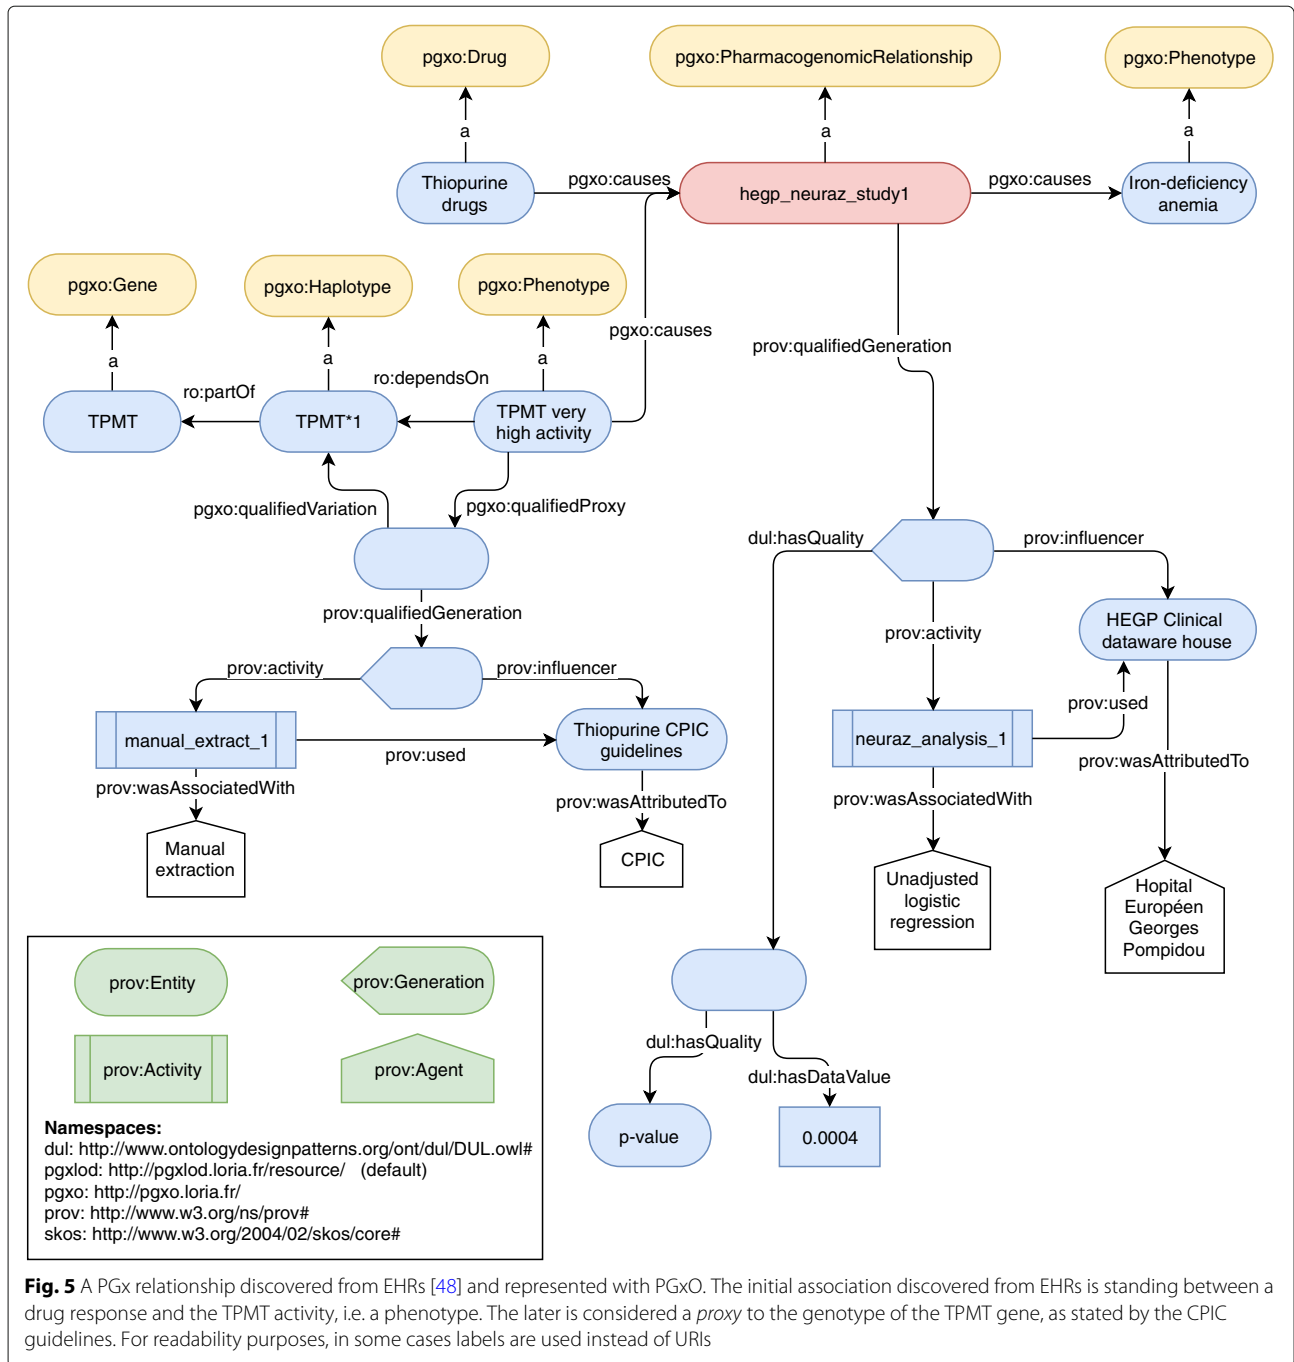 pgxo:Drug
pgxo:PharmacogenomicRelationship
pgxo:Phenotype
a
a
a
Thiopurine
drugs
pgxo:causes
hegp_neuraz_study1
pgxo:causes
Iron-deficiency
anemia
pgxo:Gene
pgxo:Haplotype
pgxo:Phenotype
pgxo:causes
prov:qualifiedGeneration
a
a
a
ro:partOf
ro:dependsOn
TPMT
TPMT*1
TPMT very
high activity
pgxo:qualifiedVariation
pgxo:qualifiedProxy
dul:hasQuality
prov:influencer
prov:qualifiedGeneration
prov:activity
HEGP Clinical
dataware house
prov:activity
prov:influencer
prov:used
manual_extract_1
prov:used
Thiopurine CPIC
guidelines
neuraz_analysis_1
prov:wasAttributedTo
prov:wasAssociatedWith
prov:wasAttributedTo
prov:wasAssociatedWith
Manual
extraction
CPIC
Unadjusted
logistic
regression
Hopital
Européen
Georges
Pompidou
prov:Entity
prov:Generation
prov:Activity
prov:Agent
dul:hasQuality
dul:hasDataValue
p-value
0.0004
Namespaces:
dul: http://www.ontologydesignpatterns.org/ont/dul/DUL.owl#
pgxlod: http://pgxlod.loria.fr/resource/ (default)
pgxo: http://pgxo.loria.fr/
prov: http://www.w3.org/ns/prov#
skos: http://www.w3.org/2004/02/skos/core#
Fig. 5 A PGx relationship discovered from EHRs [48] and represented with PGxO. The initial association discovered from EHRs is standing between a
drug response and the TPMT activity, i.e. a phenotype. The later is considered a proxy to the genotype of the TPMT gene, as stated by the CPIC
guidelines. For readability purposes, in some cases labels are used instead of URIs